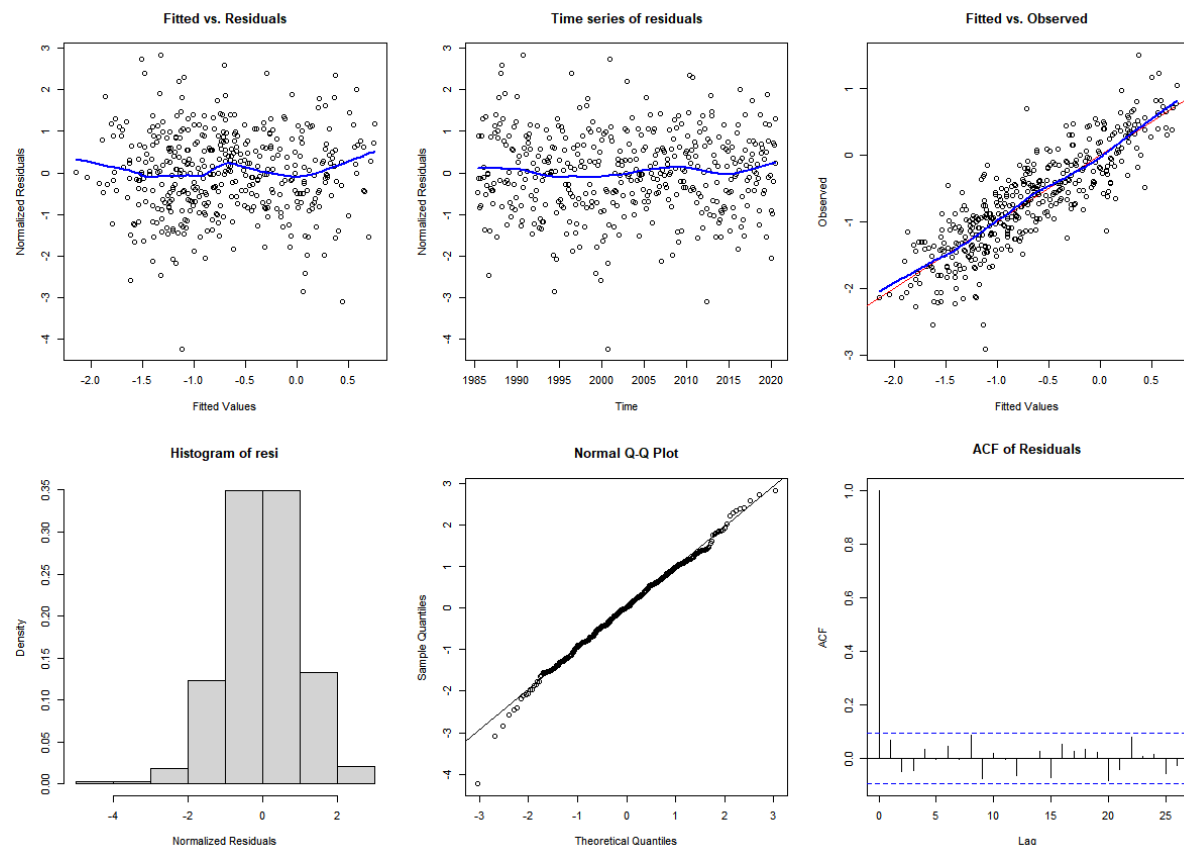 Fitted vs. Residuals
Normalized Residuals
3
2
1
0
-1
-2
-3
-4
-2.0 -1.5 -1.0 -0.5 0.0 0.5
Fitted Values
Time series of residuals
Normalized Residuals
3
2
1
0
-1
-2
-3
-4
1985 1990 1995 2000 2005 2010 2015 2020
Time
Fitted vs. Observed
Observed
1
0
-1
-2
-3
-2.0 -1.5 -1.0 -0.5 0.0 0.5
Fitted Values
Histogram of resi
Density
0.35
0.30
0.25
0.20
0.15
0.10
0.05
0.00
-4 -2 0 2
Normalized Residuals
Normal Q-Q Plot
Sample Quantiles
3
2
1
0
-1
-2
-3
-4
-3 -2 -1 0 1 2 3
Theoretical Quantiles
ACF of Residuals
ACF
1.0
0.8
0.6
0.4
0.2
0.0
0 5 10 15 20 25
Lag